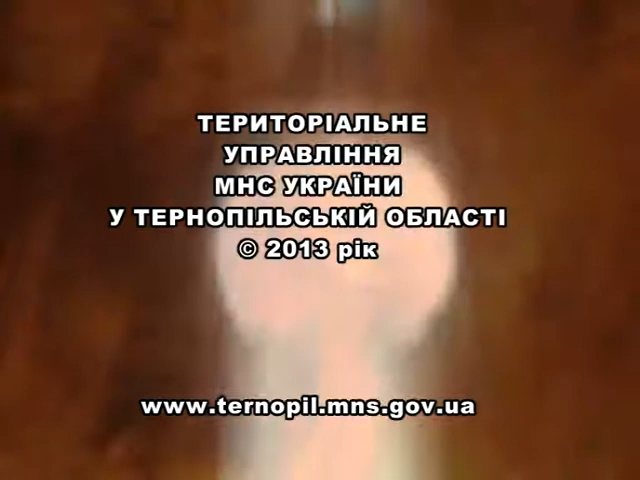 ТЕРИТОРІАЛЬНЕ
УПРАВЛІННЯ
МНС УКРАЇНИ
У ТЕРНОПІЛЬСЬКІЙ ОБЛАСТІ
© 2013 рік
www.ternopil.mns.gov.ua